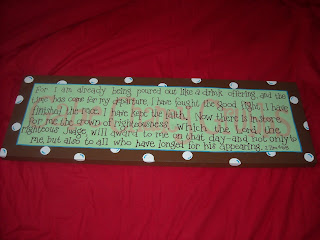 For I am already being poured out like a drink offering, and the
time has come for my departure. I have fought the good fight, I have
finished the race, I have kept the faith. Now there is in store
for me the crown of righteousness, which the Lord, the
righteous Judge, will award to me on that day-and not only to
me, but also to all who have longed for his appearing.